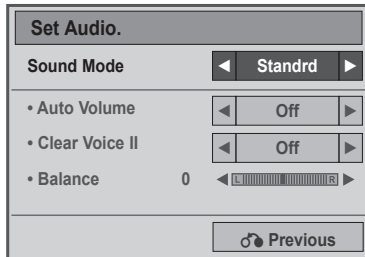 Set Audio.
Sound Mode ◀ Standrd ▶
• Auto Volume ◀ Off ▶
• Clear Voice II ◀ Off ▶
• Balance 0 ◀ L R ▶
Previous